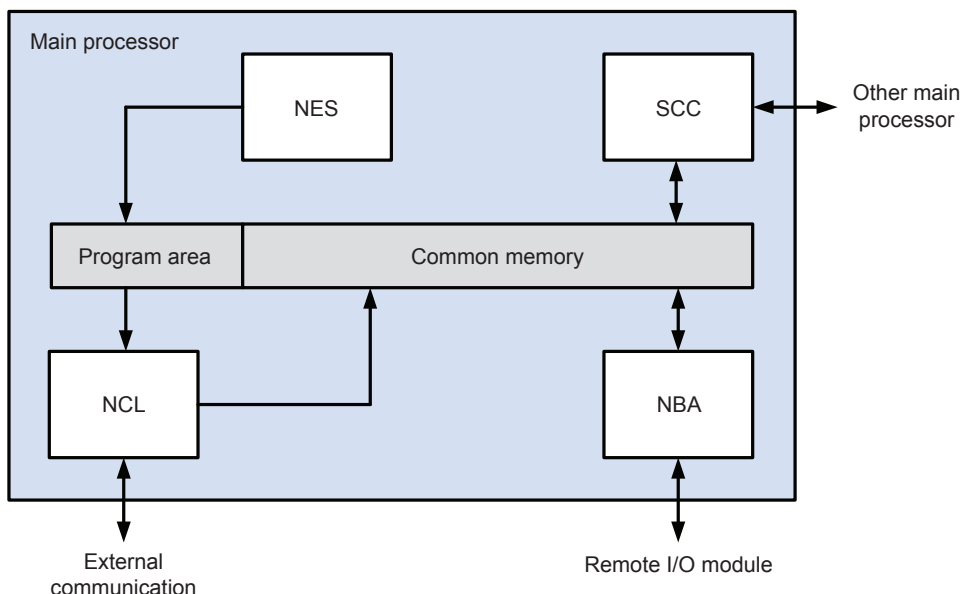 Main processor
NES
SCC
Other main
processor
Program area
Common memory
NCL
NBA
External
communication
Remote I/O module